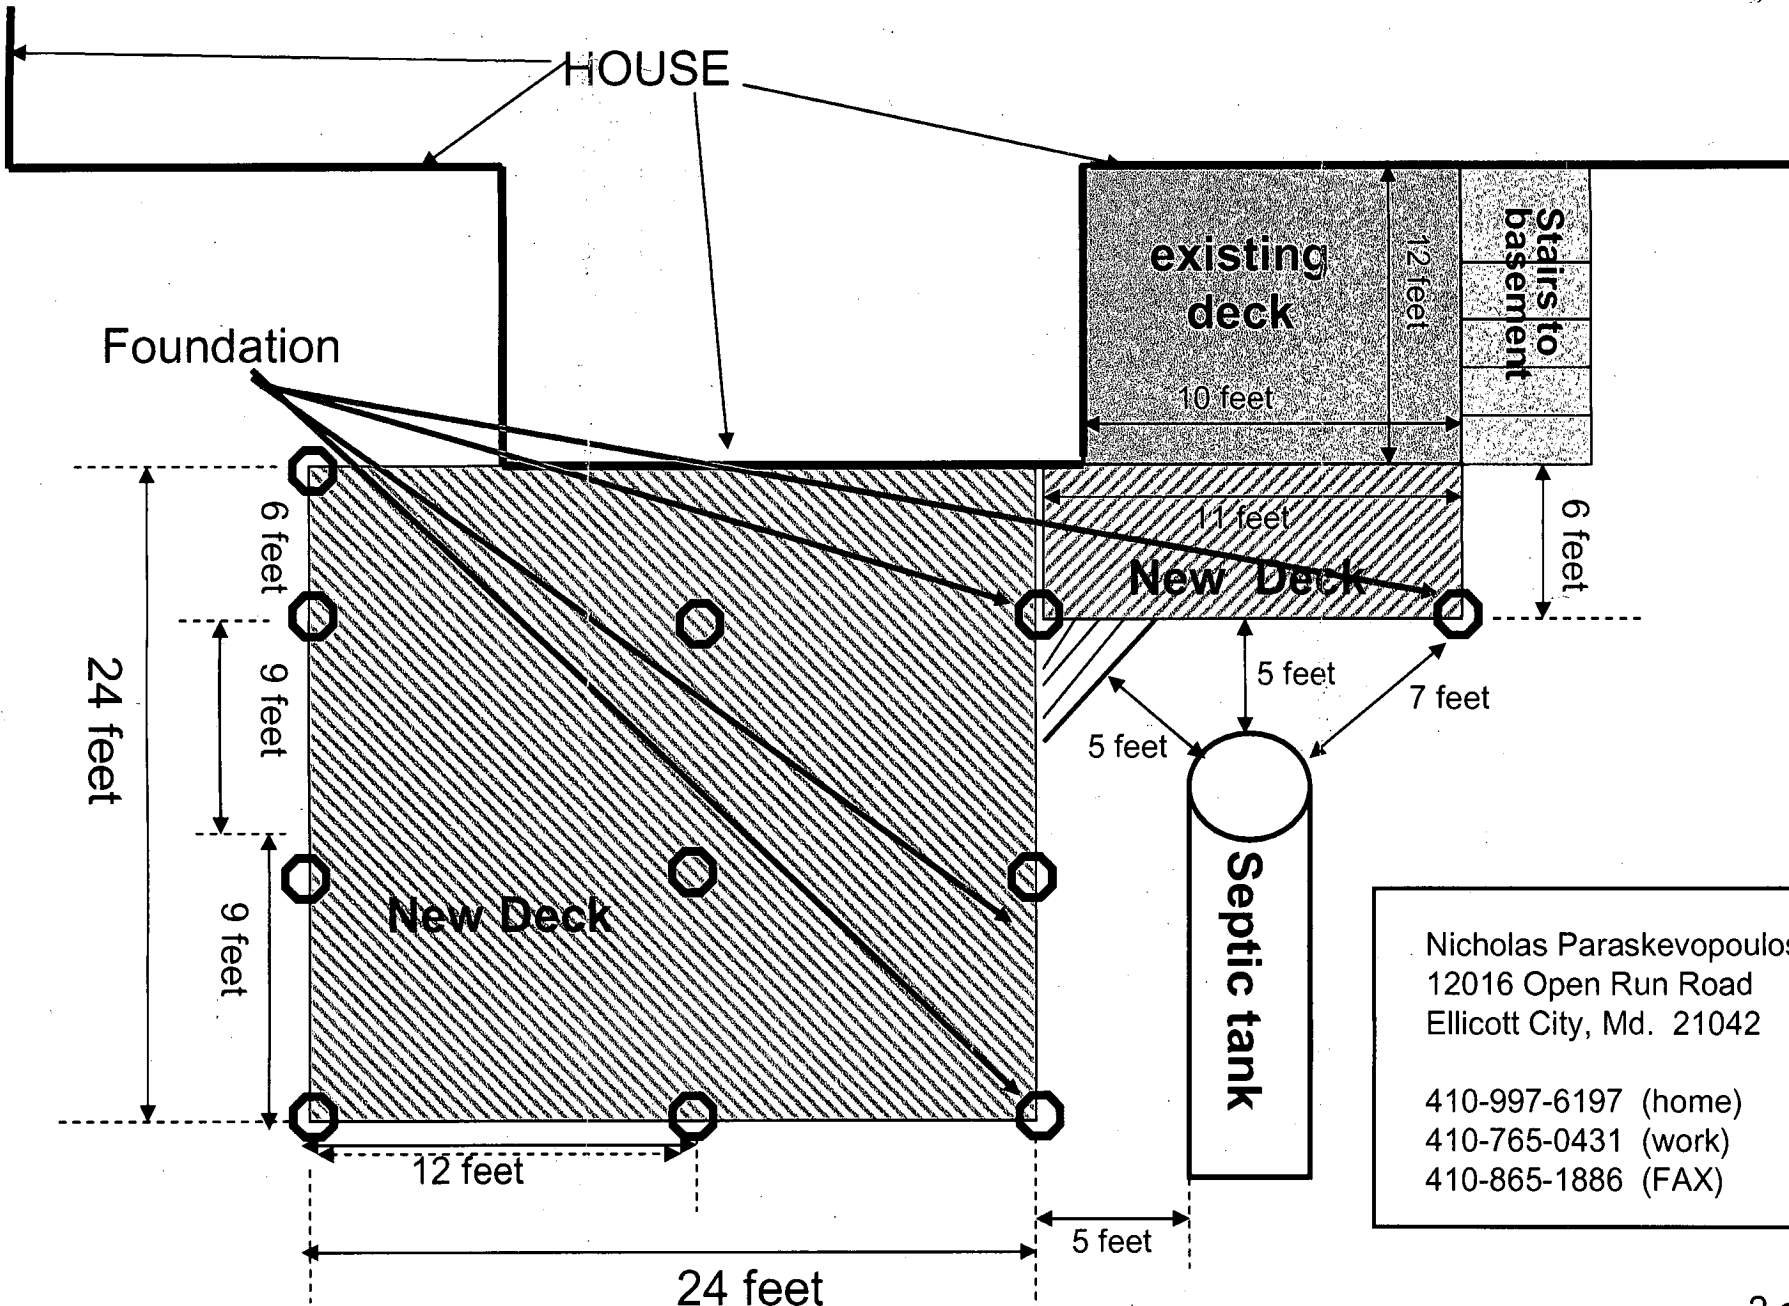 HOUSE
existing
deck
12 feet
Stairs to
basement
10 feet
Foundation
6 feet
11 feet
New Deck
6 feet
24 feet
9 feet
5 feet
7 feet
5 feet
9 feet
New Deck
Septic tank
Nicholas Paraskevopoulos
12016 Open Run Road
Ellicott City, Md. 21042
410-997-6197 (home)
410-765-0431 (work)
410-865-1886 (FAX)
12 feet
5 feet
24 feet